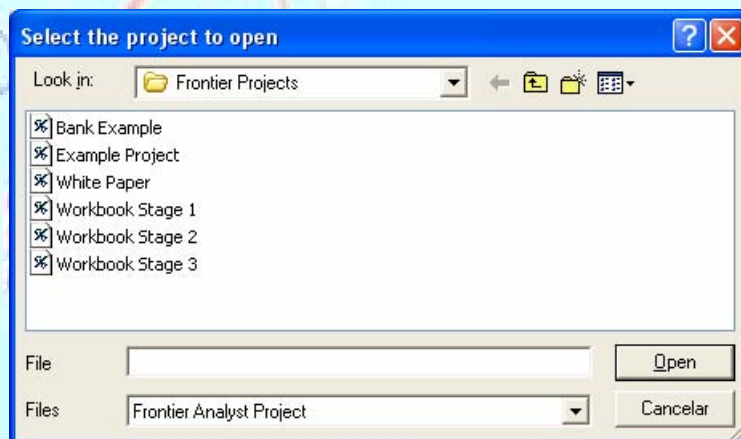 Select the project to open
Look in: Frontier Projects
Bank Example
Example Project
White Paper
Workbook Stage 1
Workbook Stage 2
Workbook Stage 3
File Open
Files Frontier Analyst Project Cancelar